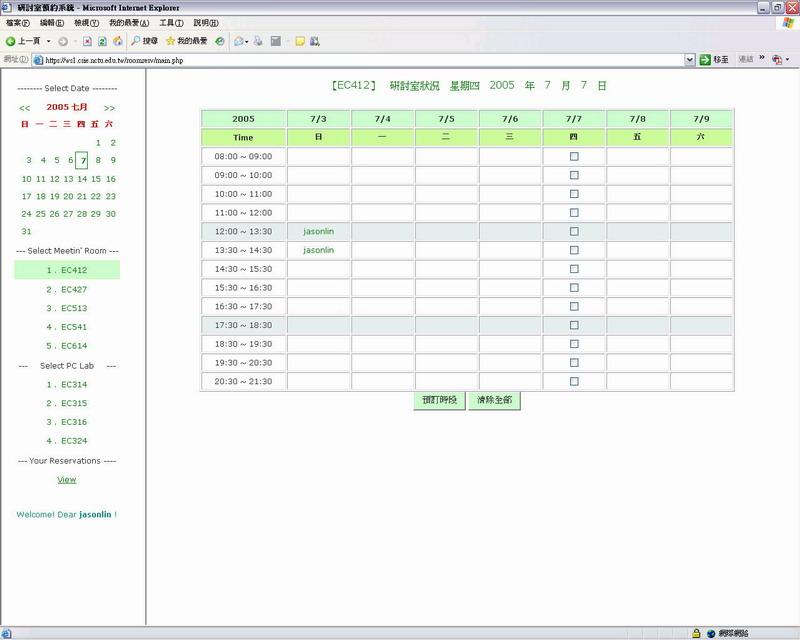 研討室預約系統 - Microsoft Internet Explorer
檔案(F) 編輯(E) 檢視(V) 我的最愛(A) 工具(T) 說明(H)
上一頁 搜尋 我的最愛
網址(D) https://ws1.csie.nctu.edu.tw/roomresv/main.php 移至 連結 »
-------- Select Date --------
<< 2005 七月 >>
日 一 二 三 四 五 六
1 2
3 4 5 6 7 8 9
10 11 12 13 14 15 16
17 18 19 20 21 22 23
24 25 26 27 28 29 30
31
--- Select Meetin' Room ---
1 . EC412
2 . EC427
3 . EC513
4 . EC541
5 . EC614
--- Select PC Lab ---
1 . EC314
2 . EC315
3 . EC316
4 . EC324
--- Your Reservations ----
View
Welcome! Dear jasonlin !
【EC412】 研討室狀況 星期四 2005 年 7 月 7 日
2005 7/3 7/4 7/5 7/6 7/7 7/8 7/9
Time 日 一 二 三 四 五 六
08:00 ~ 09:00
09:00 ~ 10:00
10:00 ~ 11:00
11:00 ~ 12:00
12:00 ~ 13:30 jasonlin
13:30 ~ 14:30 jasonlin
14:30 ~ 15:30
15:30 ~ 16:30
16:30 ~ 17:30
17:30 ~ 18:30
18:30 ~ 19:30
19:30 ~ 20:30
20:30 ~ 21:30
預訂時段 清除全部
網際網路